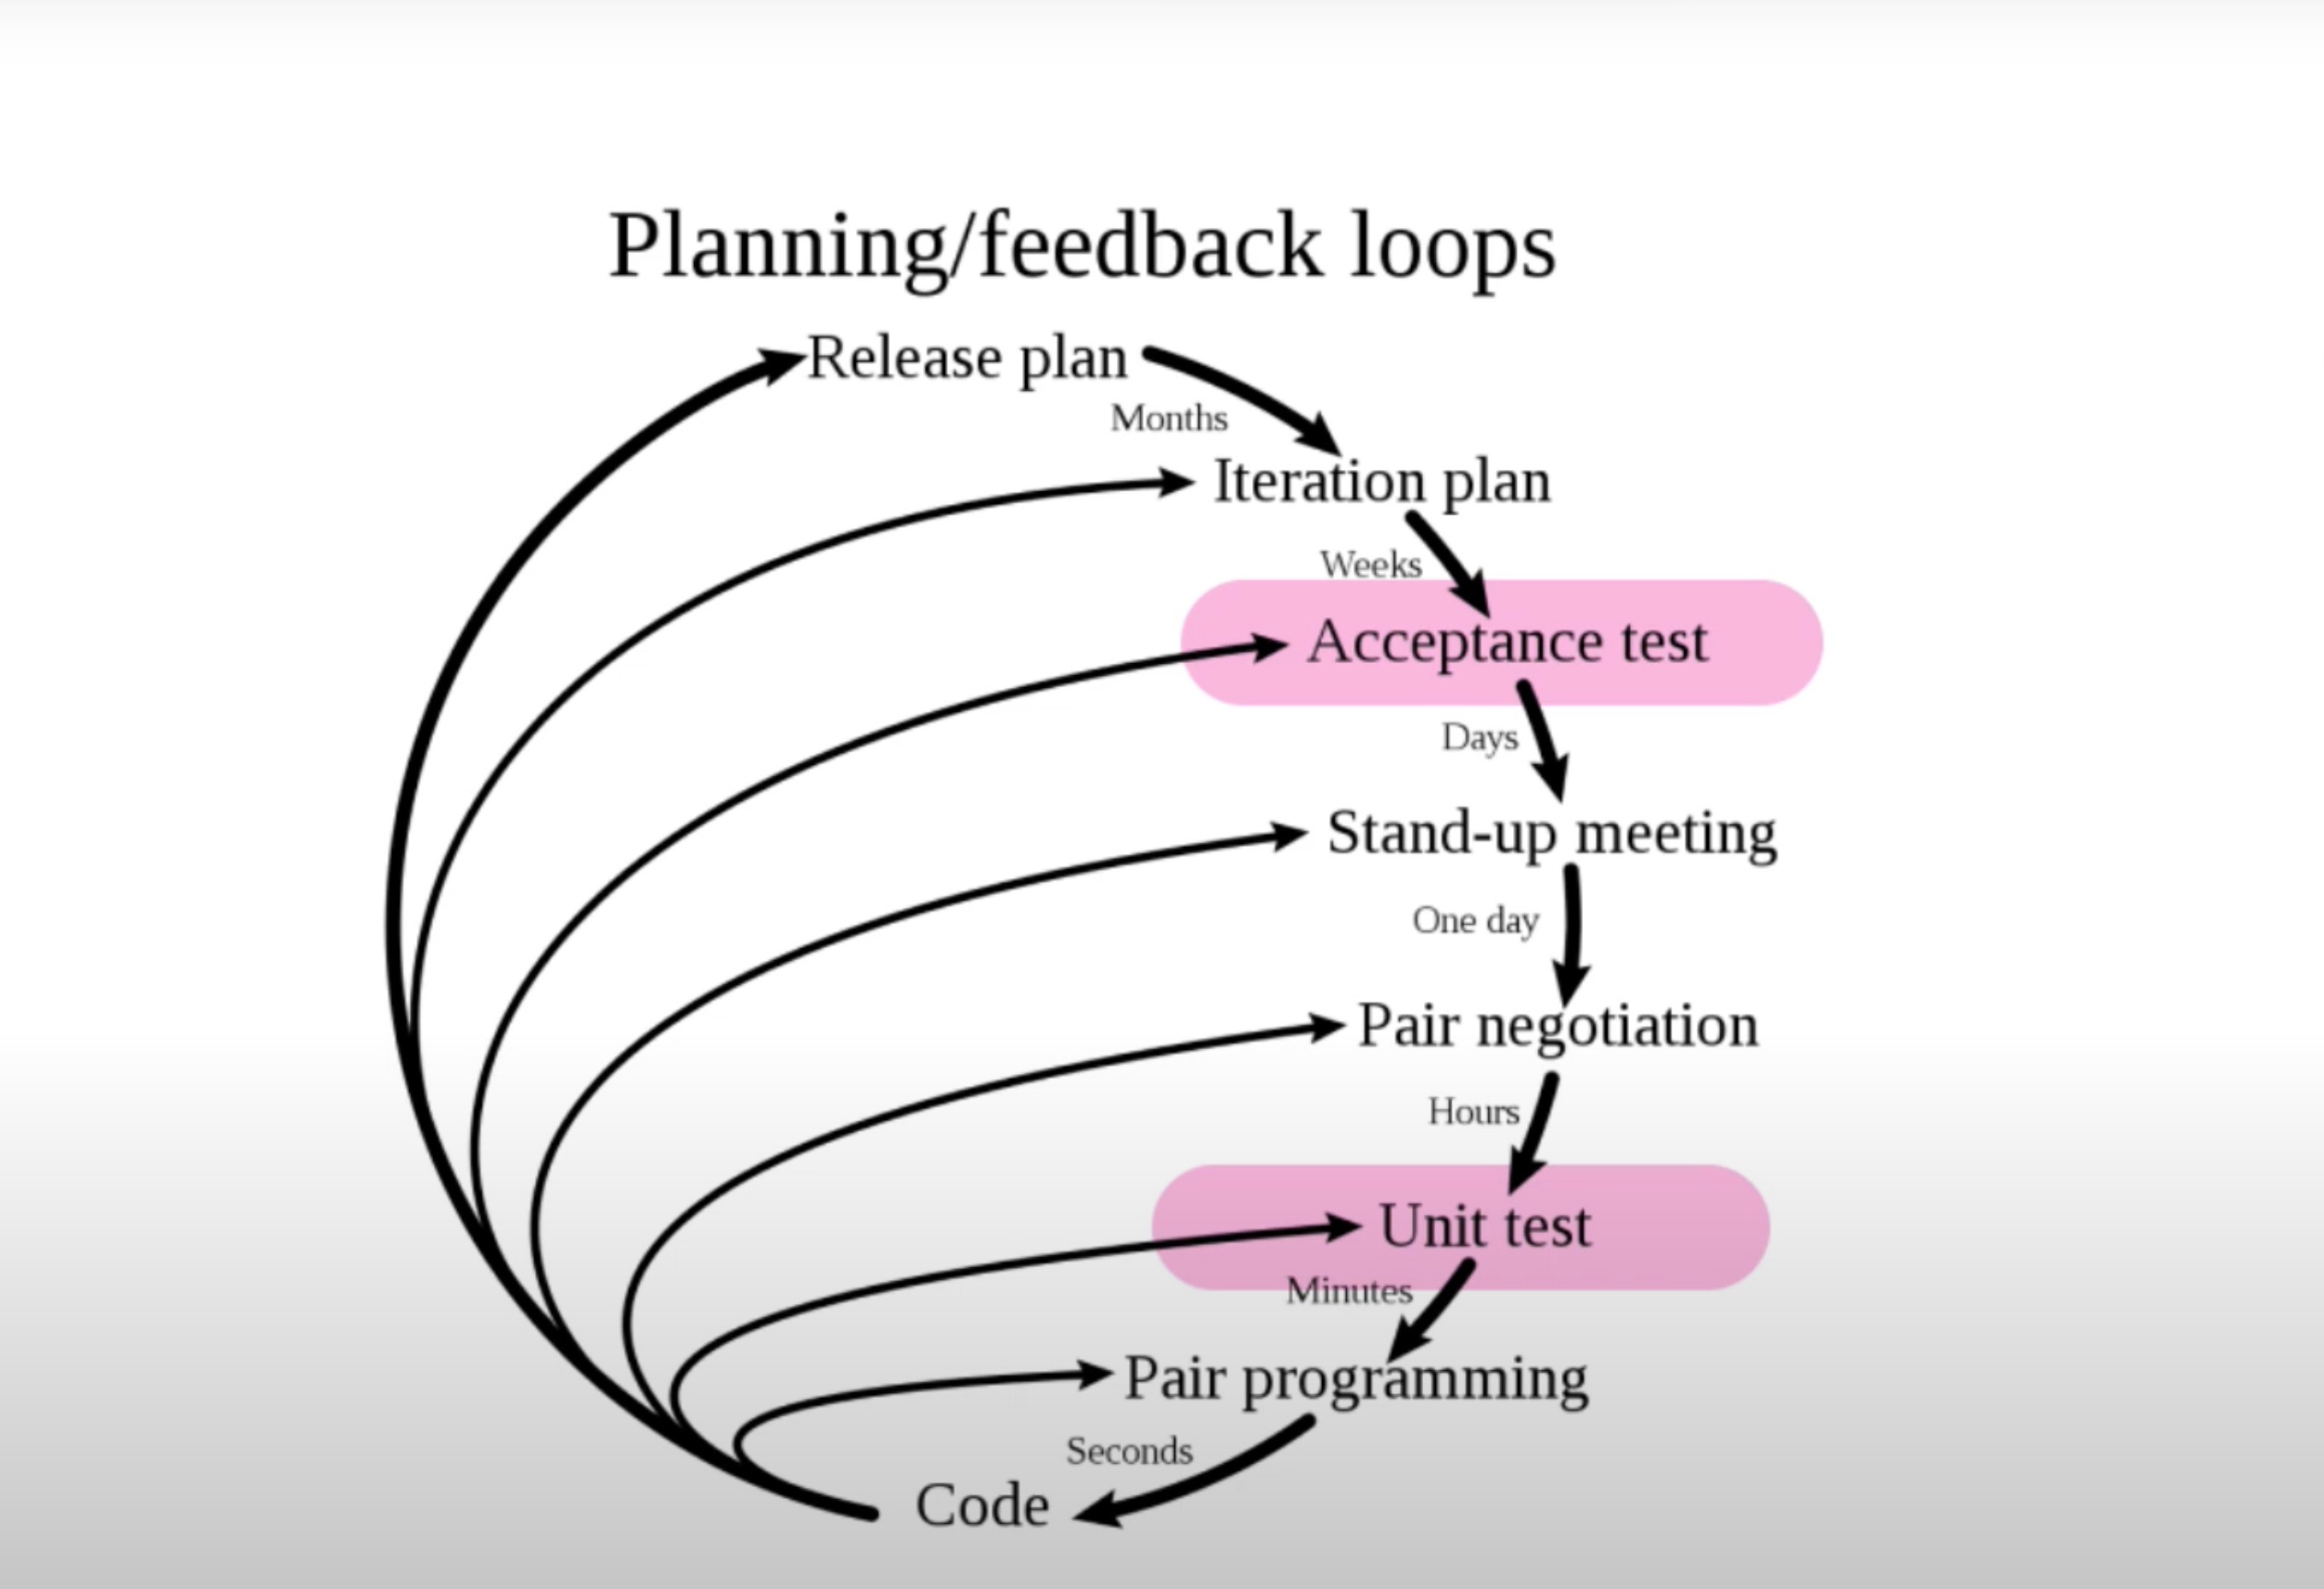 Planning/feedback loops
Release plan
Months
Iteration plan
Weeks
Acceptance test
Days
Stand-up meeting
One day
Pair negotiation
Hours
Unit test
Minutes
Pair programming
Seconds
Code